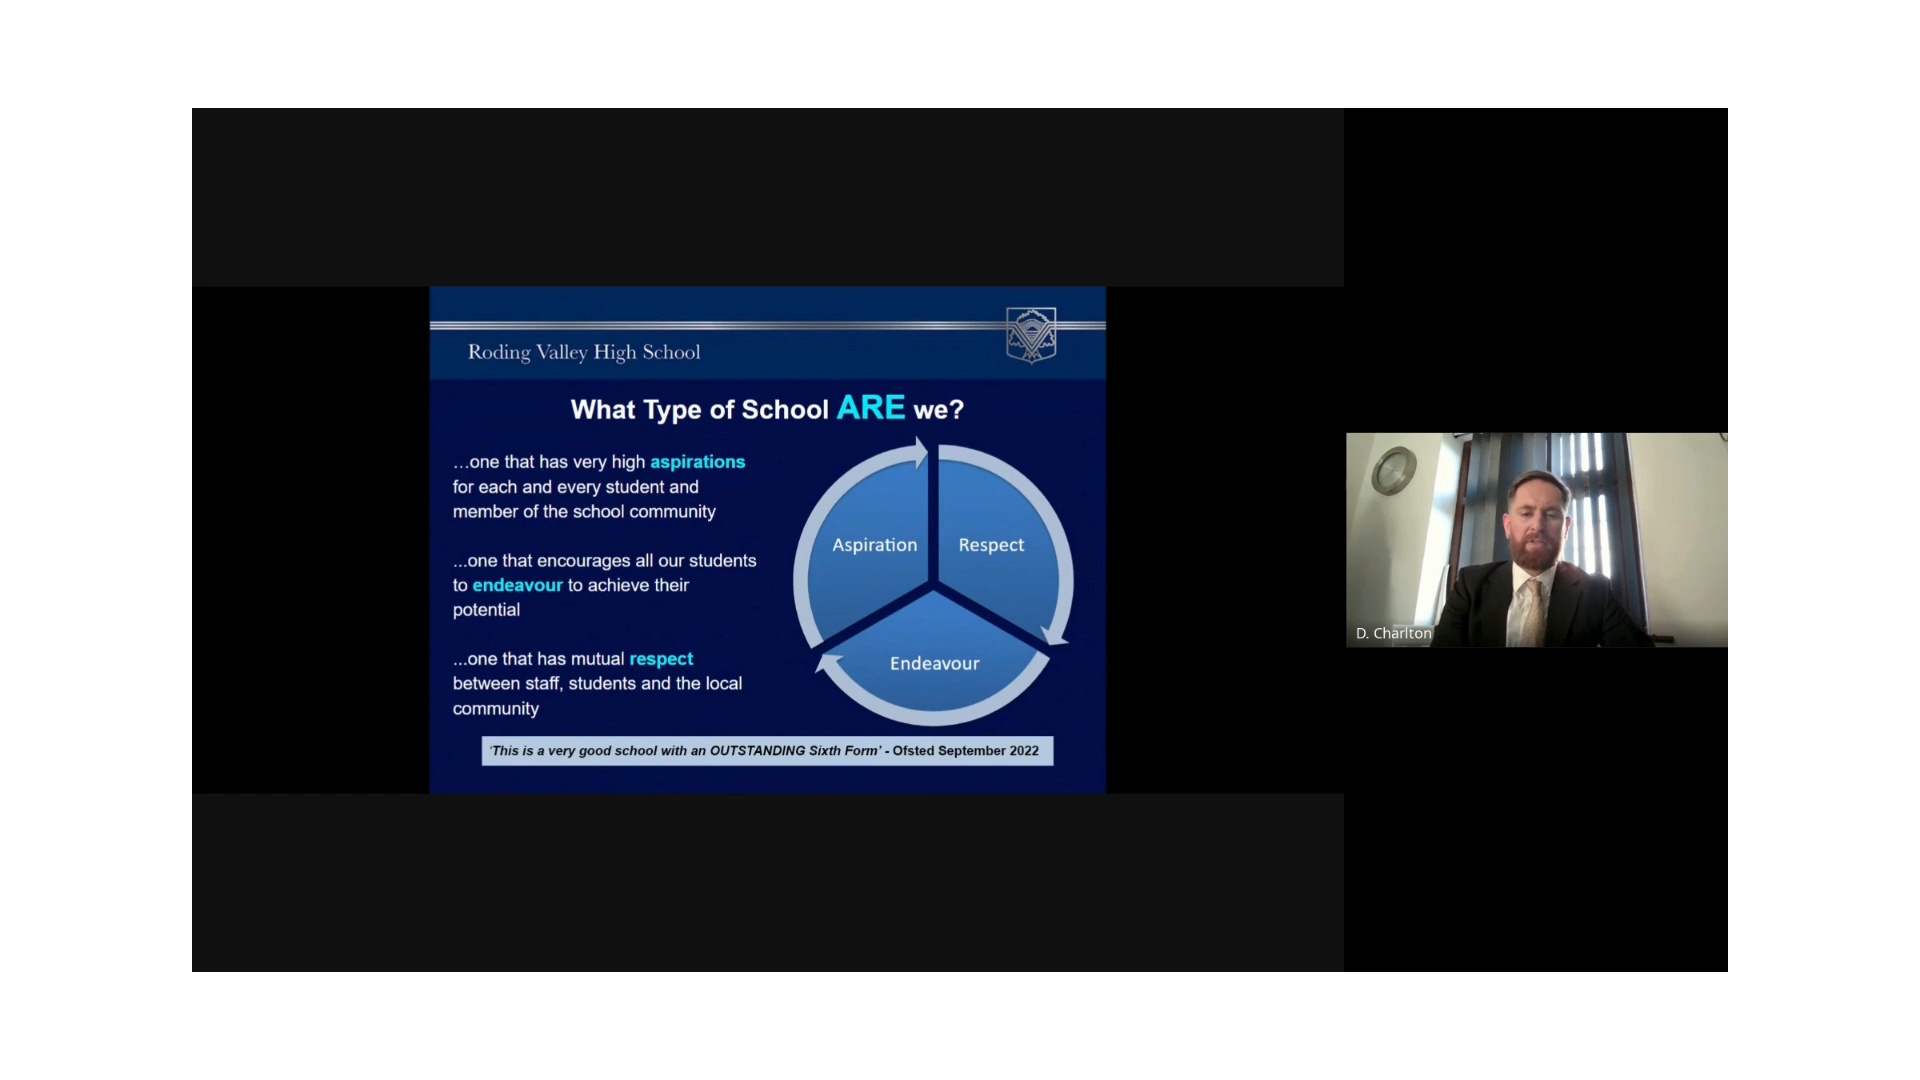 Roding Valley High School
What Type of School ARE we?
...one that has very high aspirations
for each and every student and
member of the school community
...one that encourages all our students
to endeavour to achieve their
potential
...one that has mutual respect
between staff, students and the local
community
Aspiration
Respect
Endeavour
'This is a very good school with an OUTSTANDING Sixth Form' - Ofsted September 2022
D. Charlton